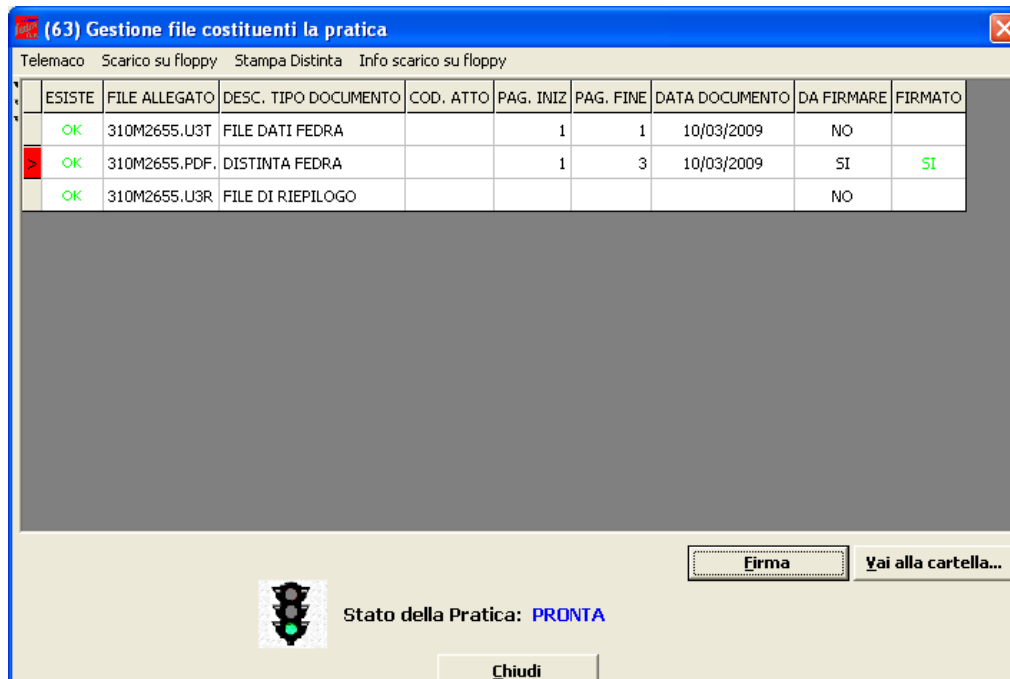 (63) Gestione file costituenti la pratica
Telemaco Scarico su floppy Stampa Distinta Info scarico su floppy
ESISTE FILE ALLEGATO DESC. TIPO DOCUMENTO COD. ATTO PAG. INIZ PAG. FINE DATA DOCUMENTO DA FIRMARE FIRMATO
OK 310M2655.U3T FILE DATI FEDRA 1 1 10/03/2009 NO
> OK 310M2655.PDF. DISTINTA FEDRA 1 3 10/03/2009 SI SI
OK 310M2655.U3R FILE DI RIEPILOGO NO
Firma Vai alla cartella...
Stato della Pratica: PRONTA
Chiudi